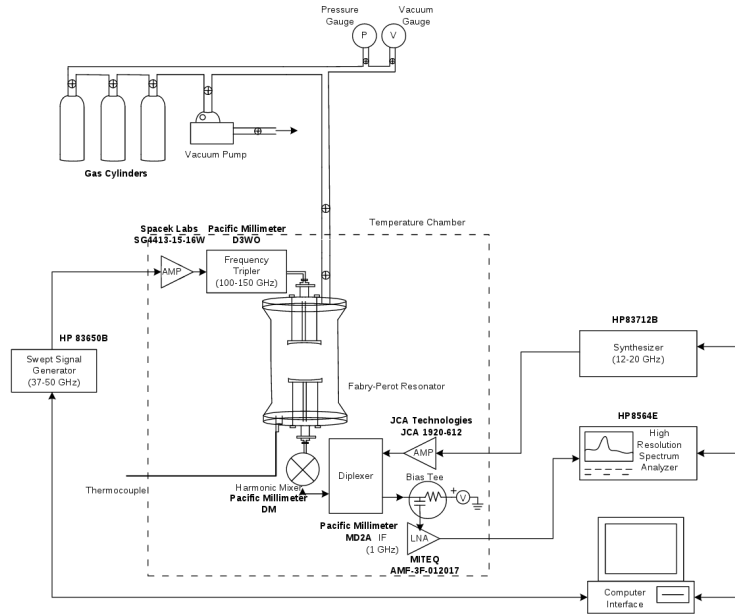 Pressure
Gauge
Vacuum
Gauge
P
V
Vacuum Pump
Gas Cylinders
Temperature Chamber
Spacek Labs
SG4413-15-16W
Pacific Millimeter
D3WO
AMP
Frequency
Tripler
(100-150 GHz)
HP 83650B
Swept Signal
Generator
(37-50 GHz)
HP83712B
Synthesizer
(12-20 GHz)
Fabry-Perot Resonator
JCA Technologies
JCA 1920-612
AMP
HP8564E
High
Resolution
Spectrum
Analyzer
Diplexer
Bias Tee
+
V
Thermocouple
Harmonic Mixer
Pacific Millimeter
DM
Pacific Millimeter
MD2A IF
(1 GHz)
LNA
MITEQ
AMF-3F-012017
Computer
Interface